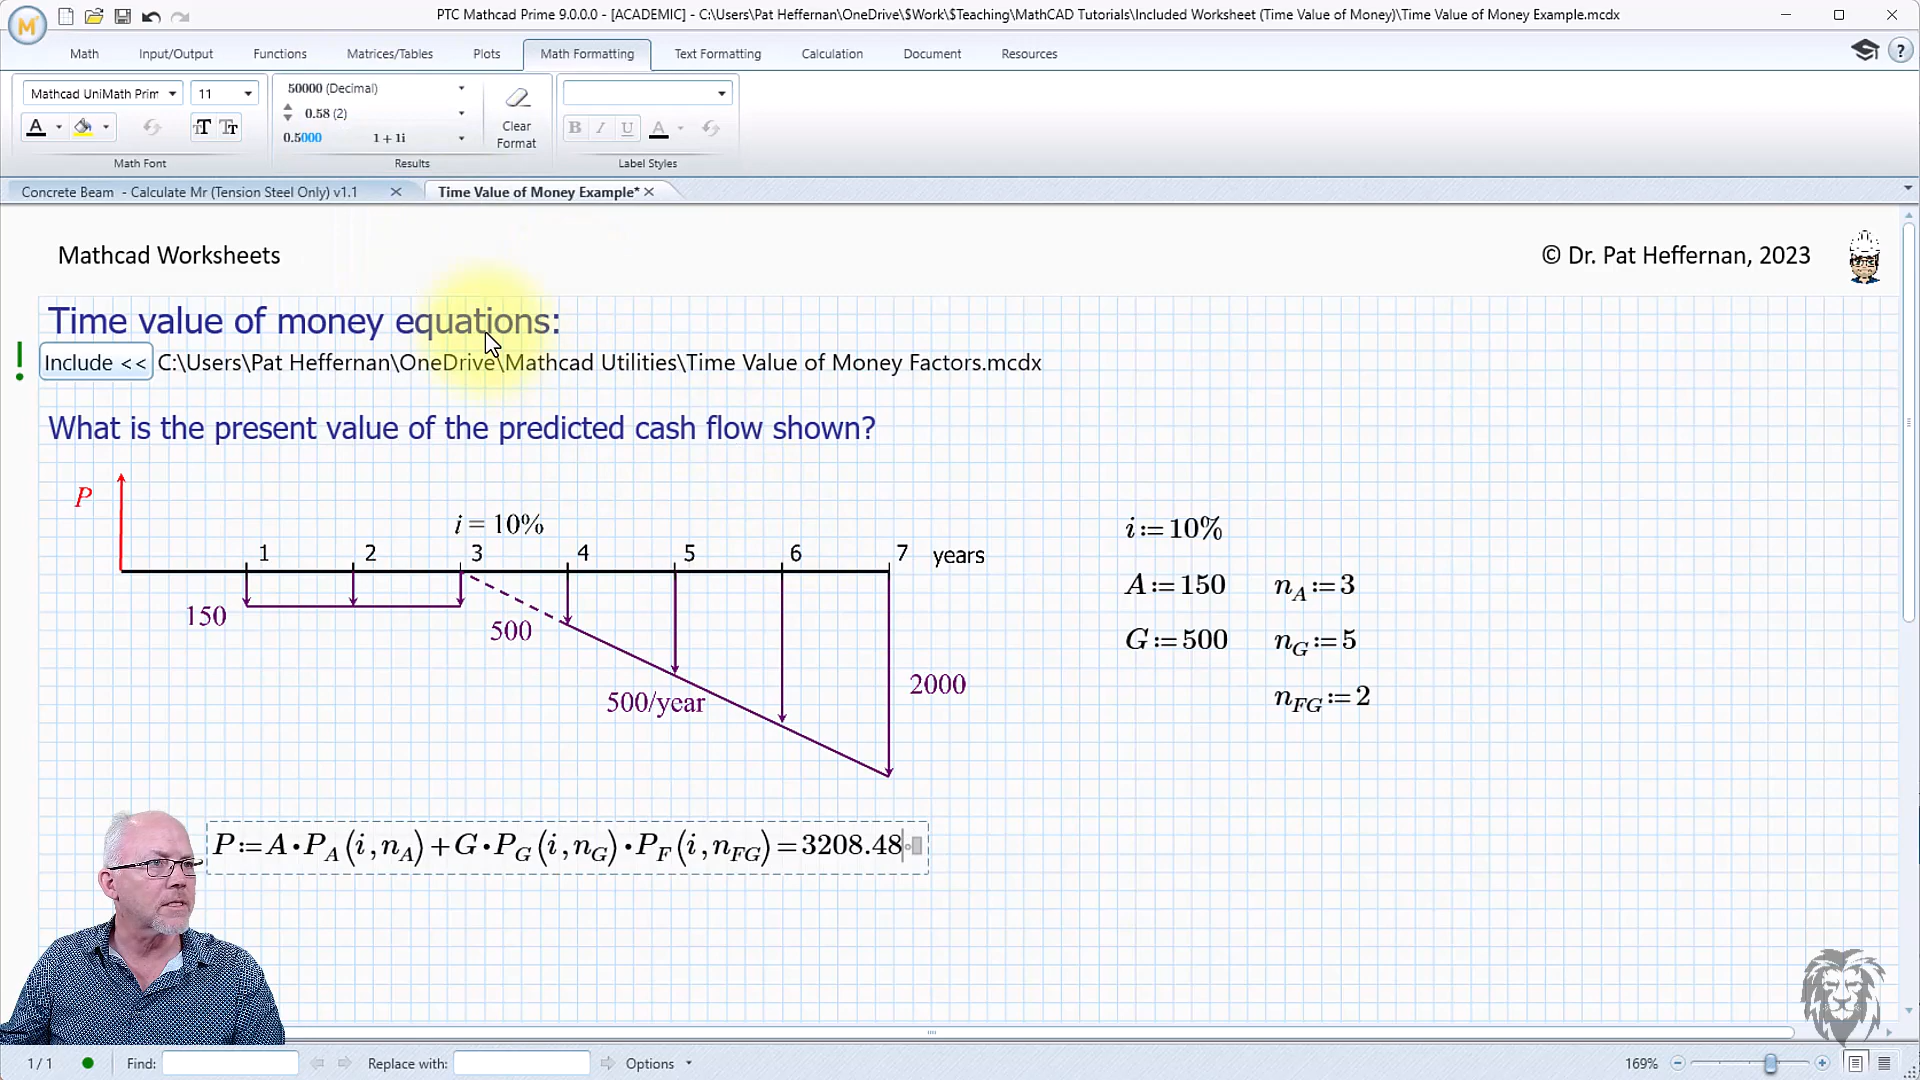 PTC Mathcad Prime 9.0.0.0 - [ACADEMIC] - C:\Users\Pat Heffernan\OneDrive\$Work\$Teaching\MathCAD Tutorials\Included Worksheet (Time Value of Money)\Time Value of Money Example.mcdx
Math Input/Output Functions Matrices/Tables Plots Math Formatting Text Formatting Calculation Document Resources
Mathcad UniMath Prim 11
50000 (Decimal)
0.58 (2)
0.5000 1 + 1i
Clear Format
B I U A
Math Font Results Label Styles
Concrete Beam - Calculate Mr (Tension Steel Only) v1.1 Time Value of Money Example*
Mathcad Worksheets © Dr. Pat Heffernan, 2023
Time value of money equations:
! Include << C:\Users\Pat Heffernan\OneDrive\Mathcad Utilities\Time Value of Money Factors.mcdx
What is the present value of the predicted cash flow shown?
P
i = 10%
1 2 3 4 5 6 7 years
150
500
500/year
2000
i := 10%
A := 150 n_A := 3
G := 500 n_G := 5
n_FG := 2
P := A · P_A (i , n_A) + G · P_G (i , n_G) · P_F (i , n_FG) = 3208.48
1 / 1 Find: Replace with: Options 169%